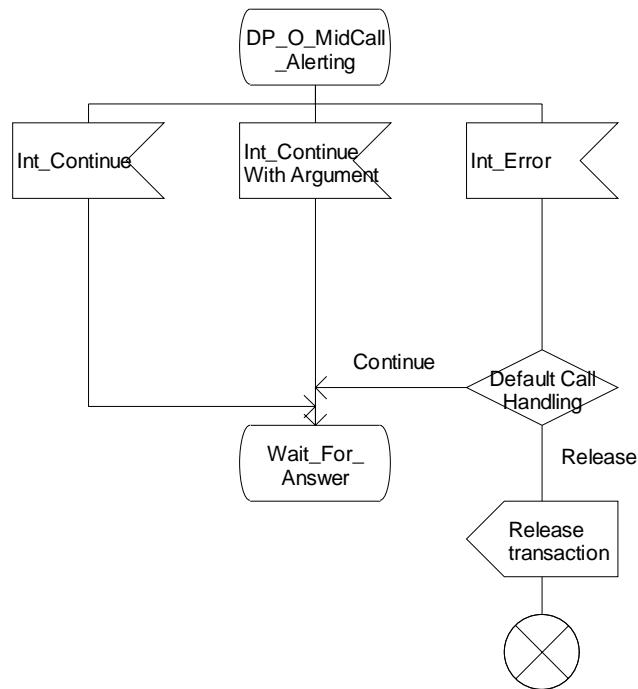 DP_O_MidCall
_Alerting
Int_Continue
Int_Continue
With Argument
Int_Error
Continue
Default Call
Handling
Wait_For_
Answer
Release
Release
transaction